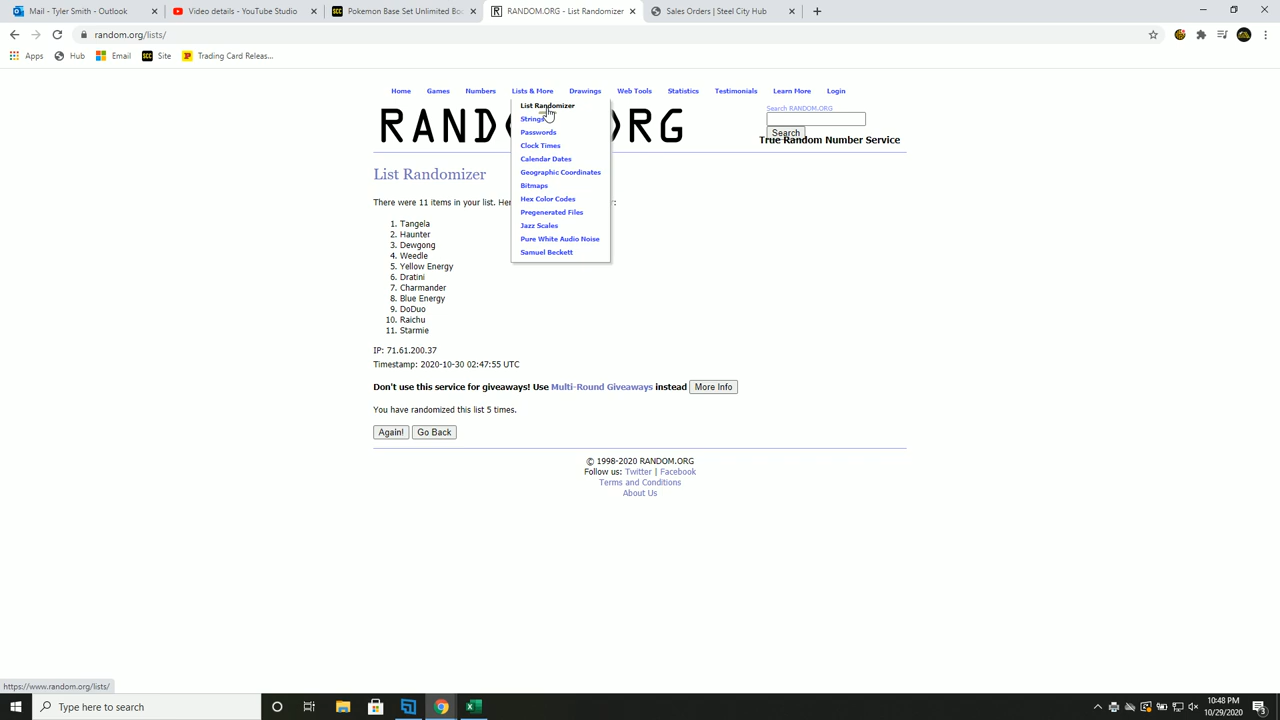 Mail - Tyler Smith - Outlook
Video details - YouTube Studio
Pokemon Base Set Unlimited Bo
RANDOM.ORG - List Randomizer
Sales Orders | Steel City Hub
random.org/lists/
Apps
Hub
Email
Site
Trading Card Releas...
Home
Games
Numbers
Lists & More
Drawings
Web Tools
Statistics
Testimonials
Learn More
Login
List Randomizer
Strings
Passwords
Clock Times
Calendar Dates
Geographic Coordinates
Bitmaps
Hex Color Codes
Pregenerated Files
Jazz Scales
Pure White Audio Noise
Samuel Beckett
Search RANDOM.ORG
Search
True Random Number Service
List Randomizer
There were 11 items in your list.
1. Tangela
2. Haunter
3. Dewgong
4. Weedle
5. Yellow Energy
6. Dratini
7. Charmander
8. Blue Energy
9. DoDuo
10. Raichu
11. Starmie
IP: 71.61.200.37
Timestamp: 2020-10-30 02:47:55 UTC
Don't use this service for giveaways! Use Multi-Round Giveaways instead More Info
You have randomized this list 5 times.
Again! Go Back
© 1998-2020 RANDOM.ORG
Follow us: Twitter | Facebook
Terms and Conditions
About Us
https://www.random.org/lists/
Type here to search
10:48 PM
10/29/2020